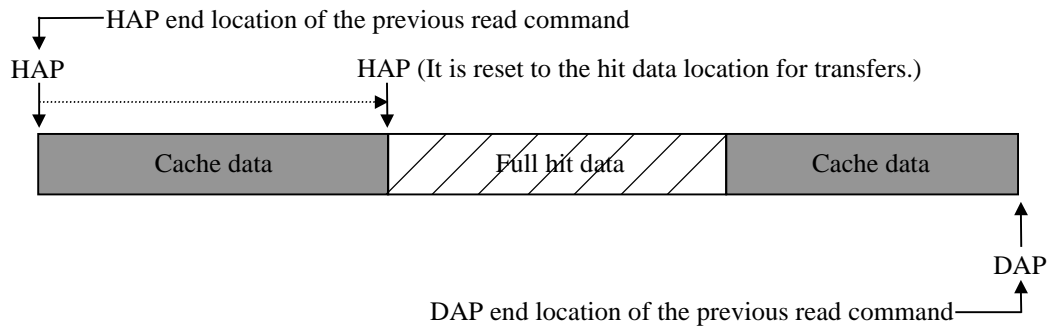 HAP end location of the previous read command
HAP
HAP (It is reset to the hit data location for transfers.)
Cache data
Full hit data
Cache data
DAP
DAP end location of the previous read command